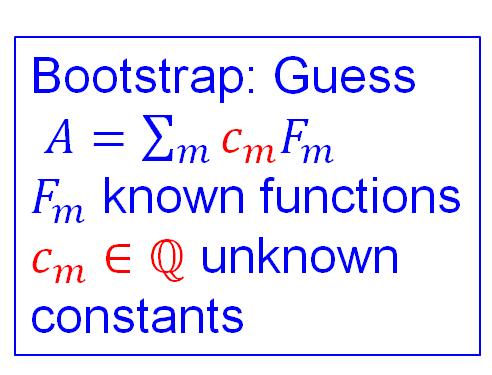 Bootstrap: Guess
A = ∑ₘ cₘFₘ
Fₘ known functions
cₘ ∈ ℚ unknown
constants